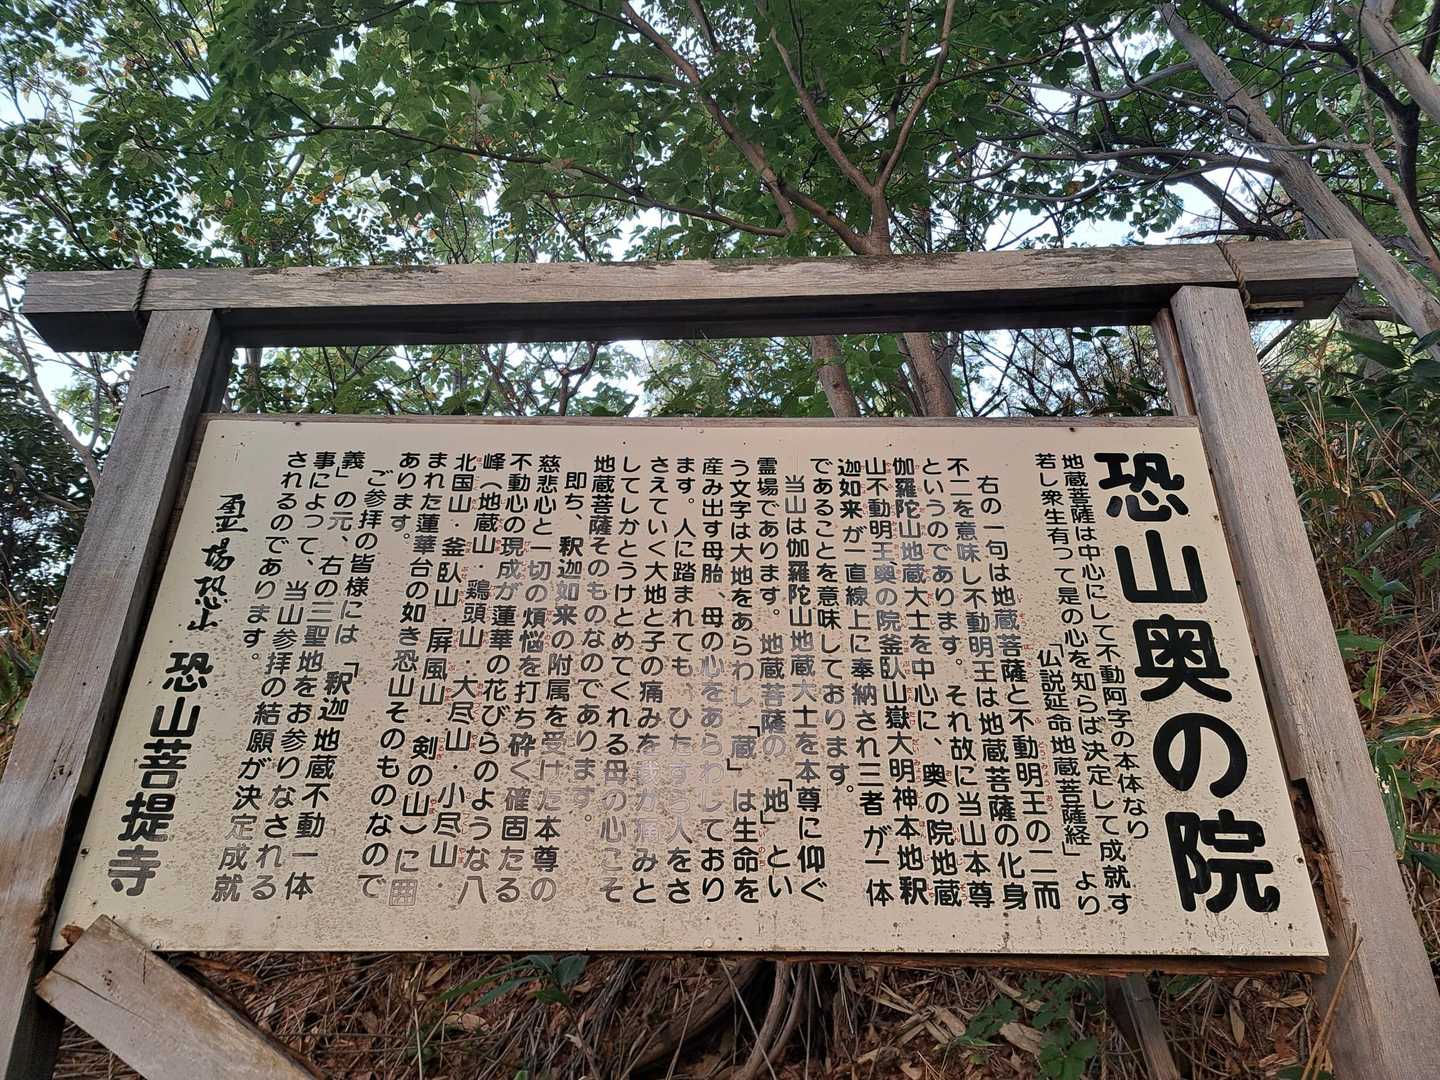 恐山奥の院
地蔵菩薩は中心にして不動阿字の本体なり
若し衆生有って是の心を知らば決定して成就す
「仏説延命地蔵菩薩経」より
右の一句は地蔵菩薩と不動明王の二而
不二を意味し不動明王は地蔵菩薩の化身
というのであります。それ故に当山本尊
伽羅陀山地蔵大士を中心に、奥の院地蔵
山不動明王奥の院釜臥山嶽大明神本地釈
迦如来が一直線上に奉納され三者が一体
であることを意味しております。
当山は伽羅陀山地蔵大士を本尊に仰ぐ
霊場であります。地蔵菩薩の「地」とい
う文字は大地をあらわし「蔵」は生命を
産み出す母胎、母の心をあらわしており
ます。人に踏まれても、ひたすら人をさ
さえていく大地と子の痛みを我が痛みと
してしかとうけとめてくれる母の心こそ
地蔵菩薩そのものなのであります。
即ち、釈迦如来の附属を受けた本尊の
慈悲心と一切の煩悩を打ち砕く確固たる
不動心の現成が蓮華の花びらのような八
峰(地蔵山・鶏頭山・大尽山・小尽山・
北国山・釜臥山・屏風山・剣の山)に囲
まれた蓮華台の如き恐山そのものなので
あります。
ご参拝の皆様には「釈迦地蔵不動一体
義」の元、右の三聖地をお参りなされる
事によって、当山参拝の結願が決定成就
されるのであります。
霊場恐山 恐山菩提寺